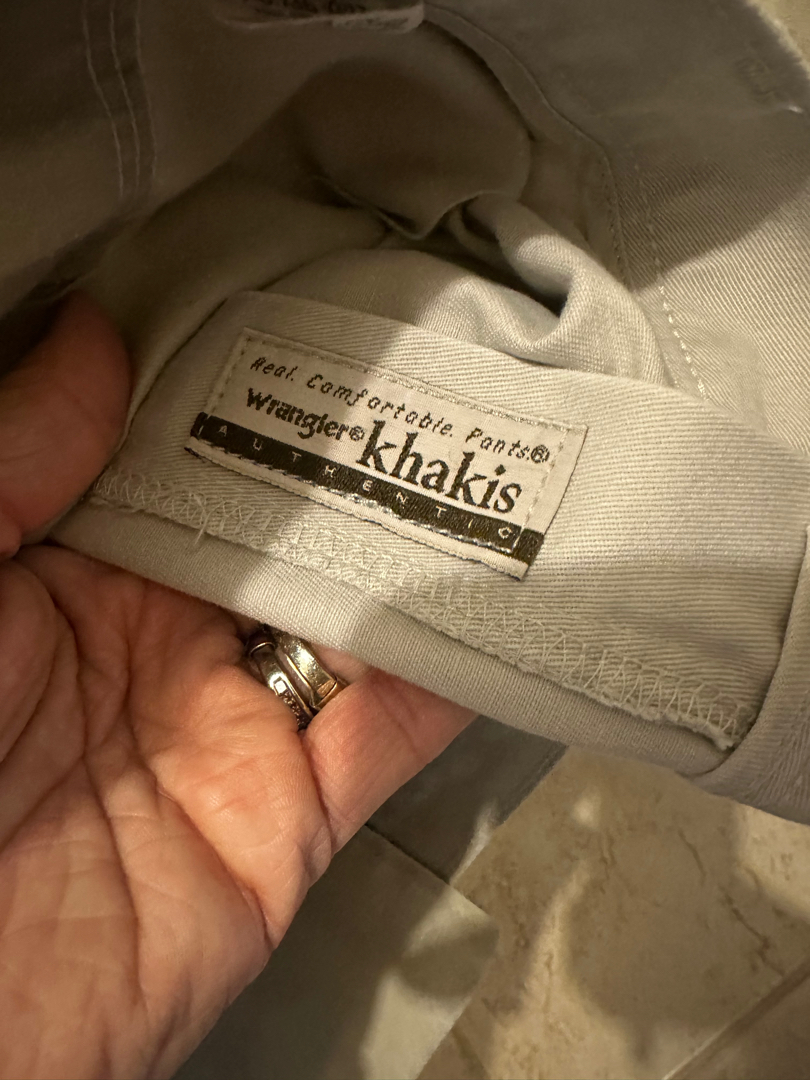 Real. Comfortable. Pants.®
Wrangler® khakis
AUTHENTIC